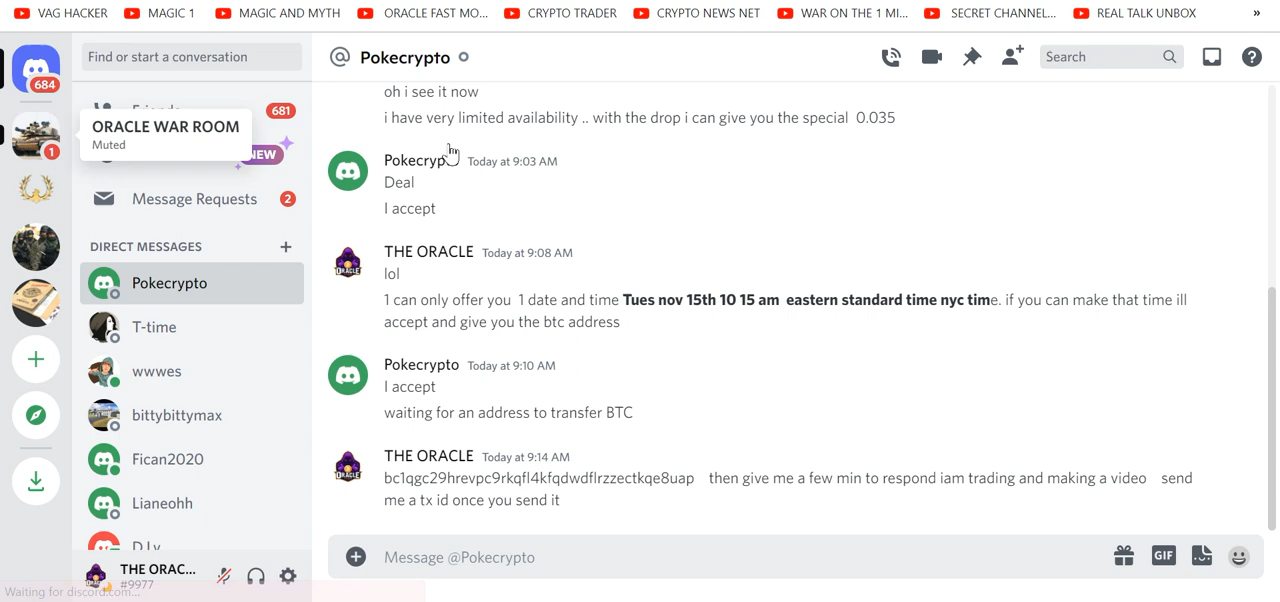 VAG HACKER MAGIC 1 MAGIC AND MYTH ORACLE FAST MO... CRYPTO TRADER CRYPTO NEWS NET WAR ON THE 1 MI... SECRET CHANNEL... REAL TALK UNBOX »
Find or start a conversation
Pokecrypto
Search
684
681
ORACLE WAR ROOM
Muted
1
NEW
Message Requests 2
DIRECT MESSAGES +
Pokecrypto
T-time
wwwes
bittybittymax
Fican2020
Lianeohh
THE ORAC...
#9977
Waiting for discord.com...
oh i see it now
i have very limited availability .. with the drop i can give you the special 0.035
Today at 9:03 AM
Deal
I accept
THE ORACLE Today at 9:08 AM
lol
1 can only offer you 1 date and time Tues nov 15th 10 15 am eastern standard time nyc time. if you can make that time ill
accept and give you the btc address
Pokecrypto Today at 9:10 AM
I accept
waiting for an address to transfer BTC
THE ORACLE Today at 9:14 AM
bc1qgc29hrevpc9rkqfl4kfqdwdflrzzectkqe8uap then give me a few min to respond iam trading and making a video send
me a tx id once you send it
Message @Pokecrypto
GIF